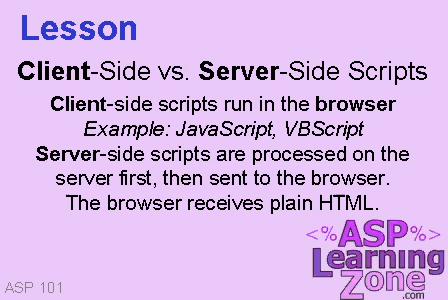 Lesson
Client-Side vs. Server-Side Scripts
Client-side scripts run in the browser
Example: JavaScript, VBScript
Server-side scripts are processed on the
server first, then sent to the browser.
The browser receives plain HTML.
<%ASP%>
Learning
Zone.com
ASP 101